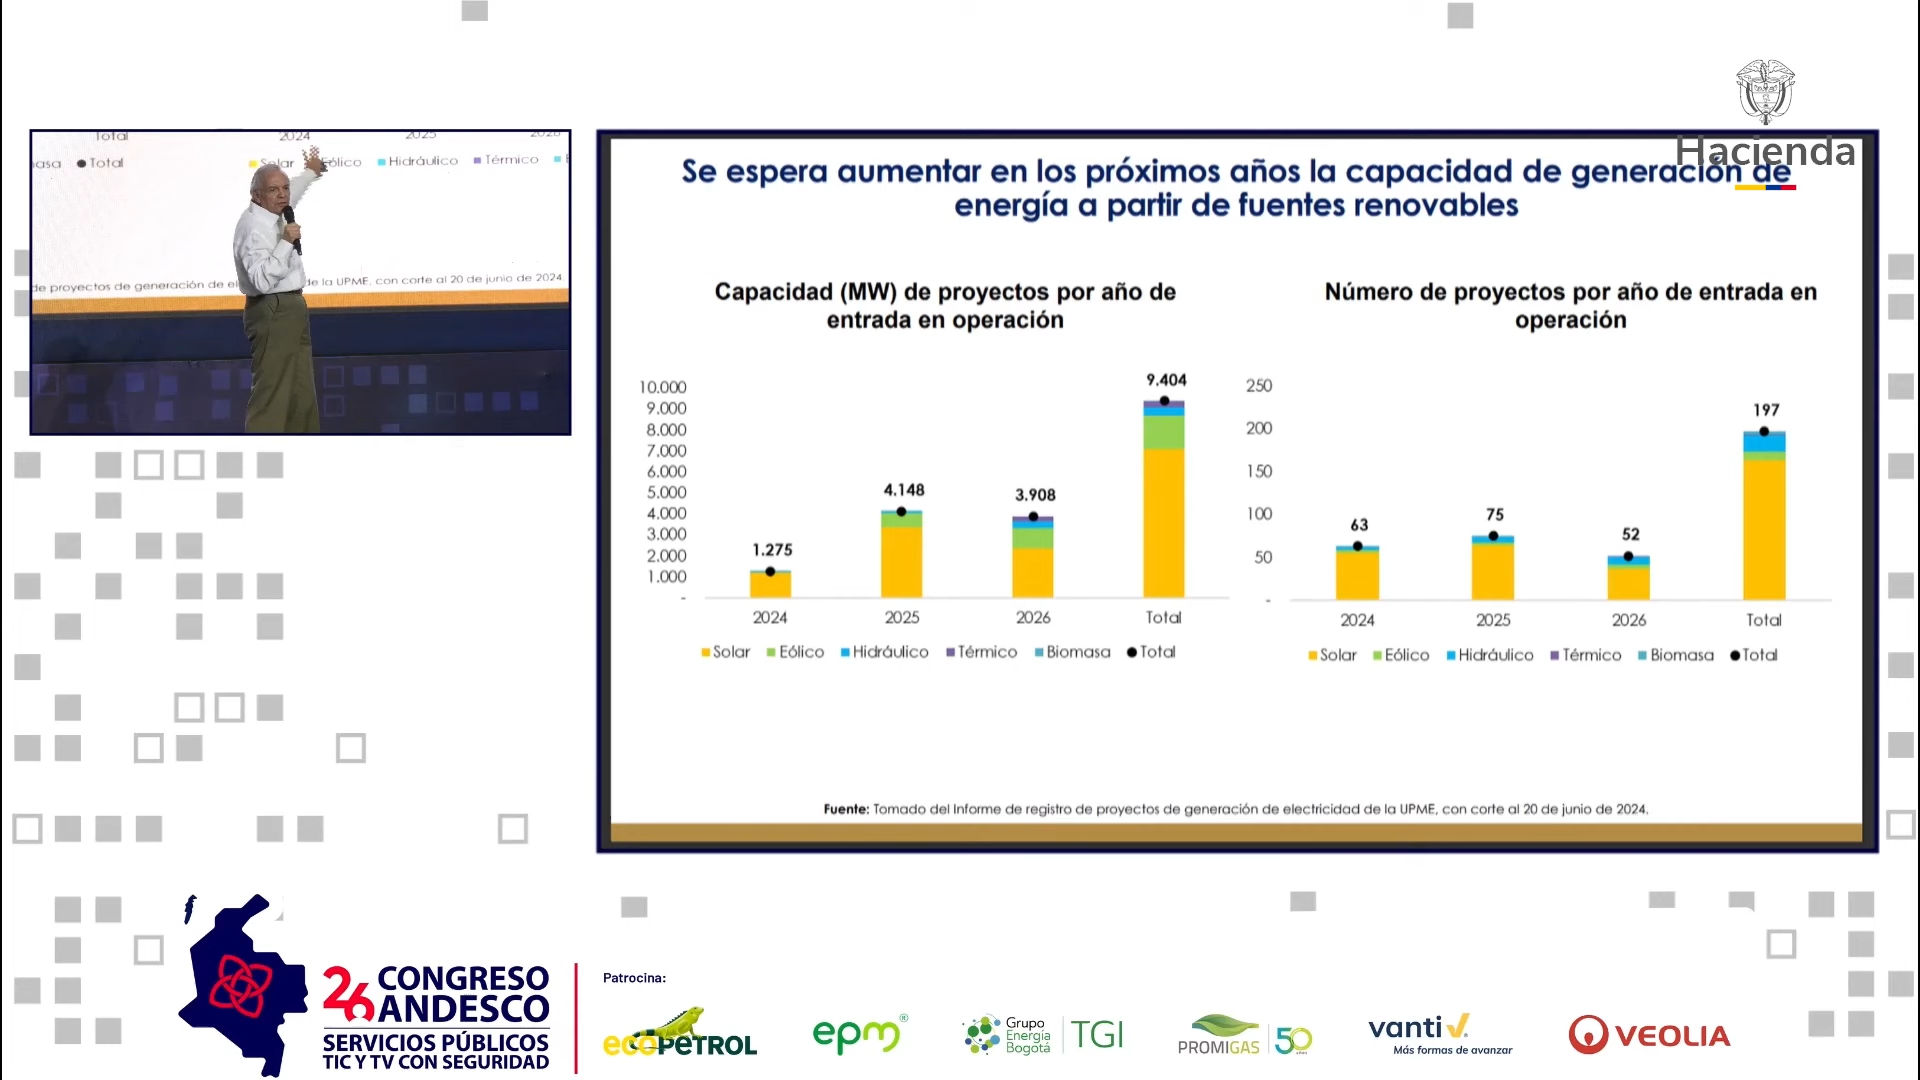 Total
2024
2025
2026
asa
Total
Solar
Eólico
Hidráulico
Térmico
de proyectos de generación de el
de la UPME, con corte al 20 de junio de 2024.
Hacienda
Se espera aumentar en los próximos años la capacidad de generación de
energía a partir de fuentes renovables
Capacidad (MW) de proyectos por año de
entrada en operación
10.000
9.000
8.000
7.000
6.000
5.000
4.000
3.000
2.000
1.000
-
1.275
4.148
3.908
9.404
2024
2025
2026
Total
Solar Eólico Hidráulico Térmico Biomasa Total
Número de proyectos por año de entrada en
operación
250
200
150
100
50
-
63
75
52
197
2024
2025
2026
Total
Solar Eólico Hidráulico Térmico Biomasa Total
Fuente: Tomado del Informe de registro de proyectos de generación de electricidad de la UPME, con corte al 20 de junio de 2024.
26 CONGRESO
ANDESCO
SERVICIOS PÚBLICOS
TIC Y TV CON SEGURIDAD
Patrocina:
ecoPETROL
epm®
Grupo
Energía
Bogotá
TGI
PROMIGAS
50
años
vanti
Más formas de avanzar
VEOLIA